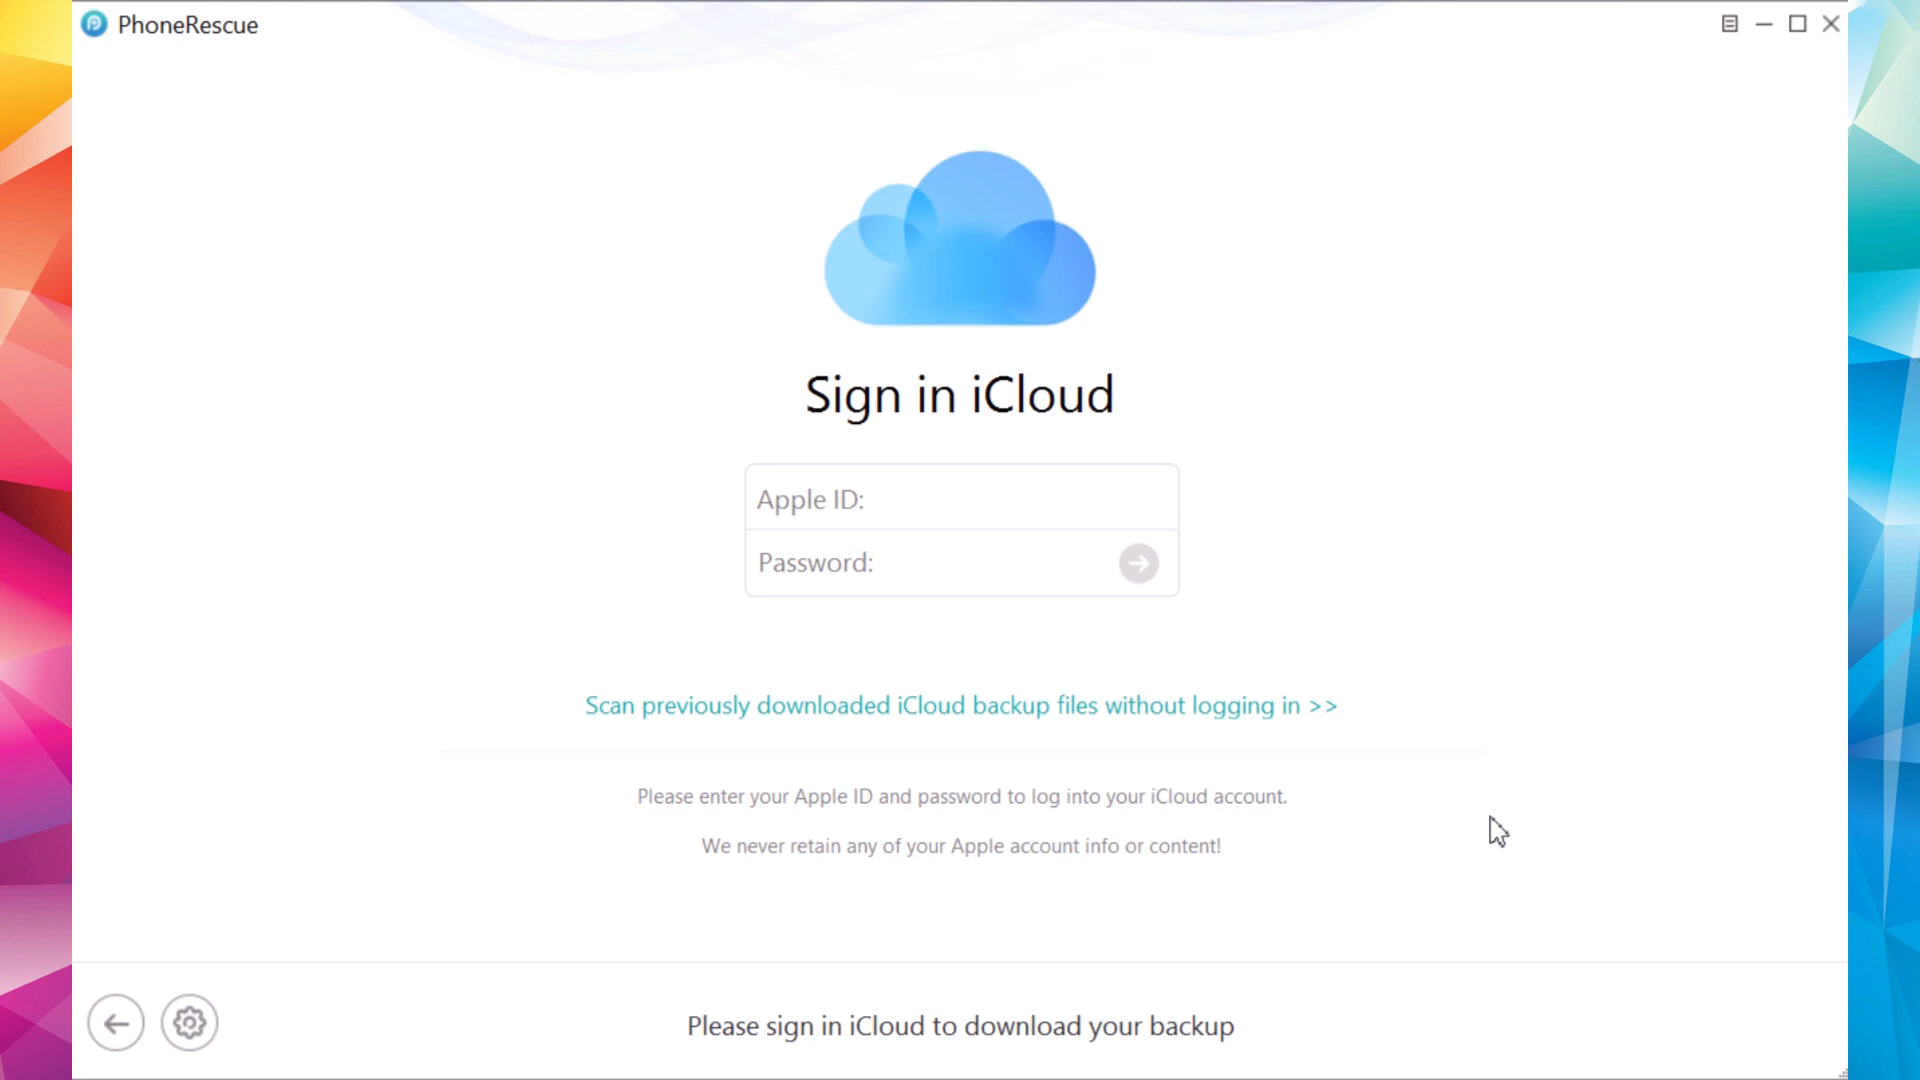 PhoneRescue
Sign in iCloud
Apple ID:
Password:
Scan previously downloaded iCloud backup files without logging in >>
Please enter your Apple ID and password to log into your iCloud account.
We never retain any of your Apple account info or content!
Please sign in iCloud to download your backup